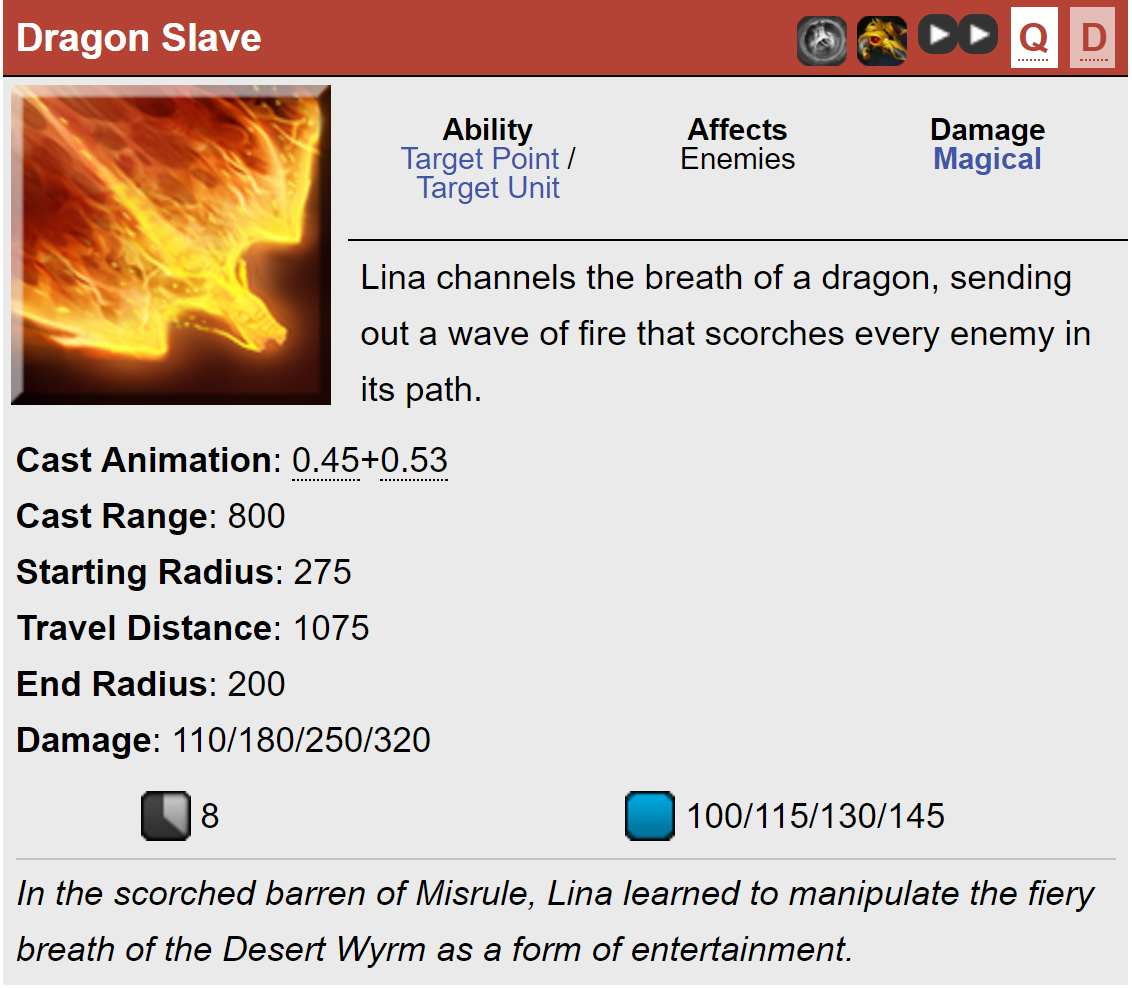 Dragon Slave
Q D
Ability
Target Point /
Target Unit
Affects
Enemies
Damage
Magical
Lina channels the breath of a dragon, sending
out a wave of fire that scorches every enemy in
its path.
Cast Animation: 0.45+0.53
Cast Range: 800
Starting Radius: 275
Travel Distance: 1075
End Radius: 200
Damage: 110/180/250/320
8
100/115/130/145
In the scorched barren of Misrule, Lina learned to manipulate the fiery
breath of the Desert Wyrm as a form of entertainment.